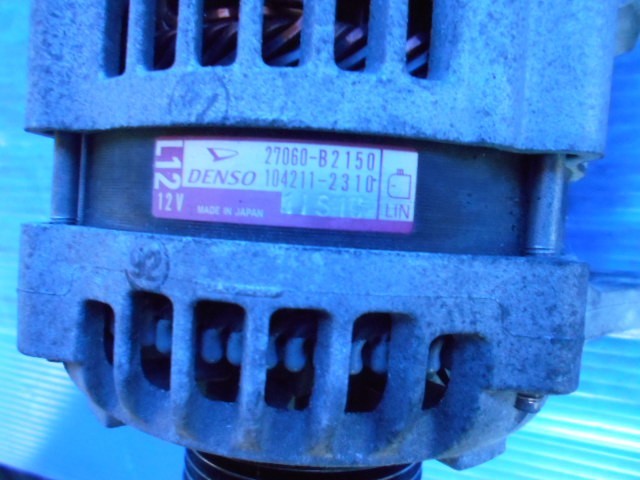 L12
27060-B2150
DENSO 104211-2310
12V MADE IN JAPAN
LIN